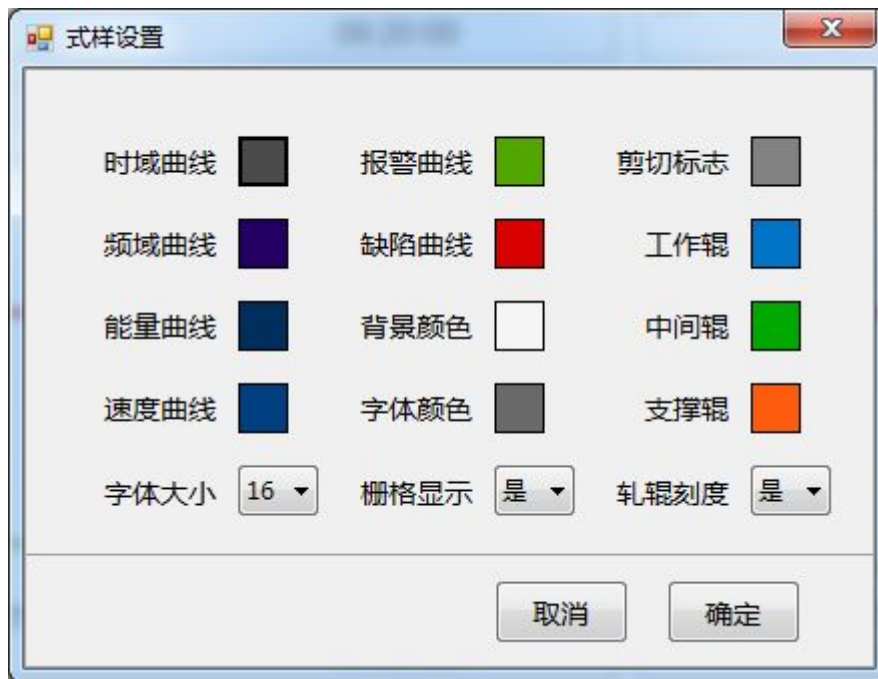 式样设置
时域曲线 报警曲线 剪切标志
频域曲线 缺陷曲线 工作辊
能量曲线 背景颜色 中间辊
速度曲线 字体颜色 支撑辊
字体大小 16 栅格显示 是 轧辊刻度 是
取消 确定